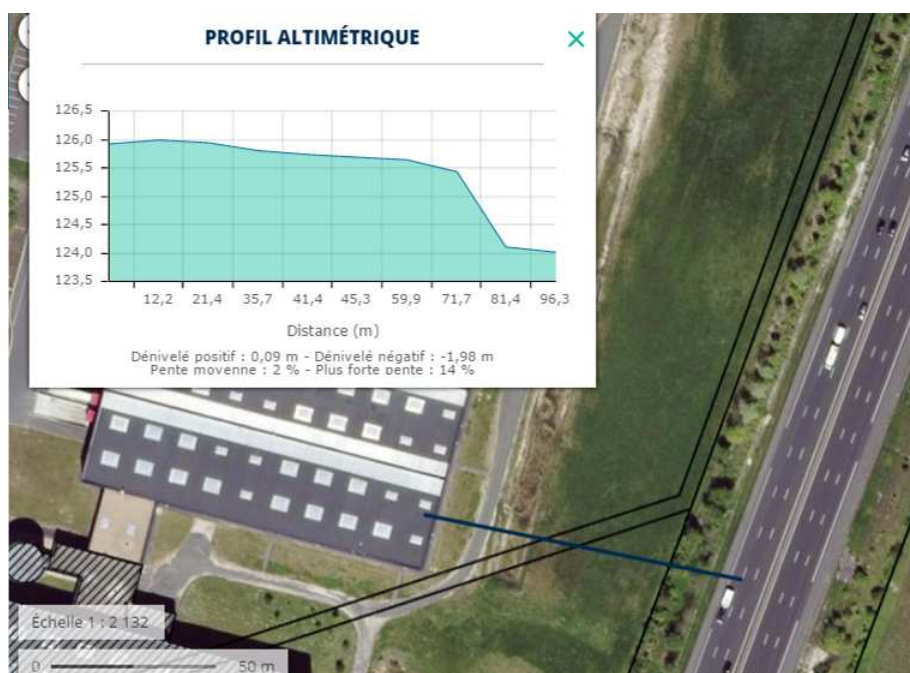 PROFIL ALTIMÉTRIQUE
×
126,5
126,0
125,5
125,0
124,5
124,0
123,5
12,2 21,4 35,7 41,4 45,3 59,9 71,7 81,4 96,3
Distance (m)
Dénivelé positif : 0,09 m - Dénivelé négatif : -1,98 m
Pente moyenne : 2 % - Plus forte pente : 14 %
Échelle 1 : 2 132
0 50 m